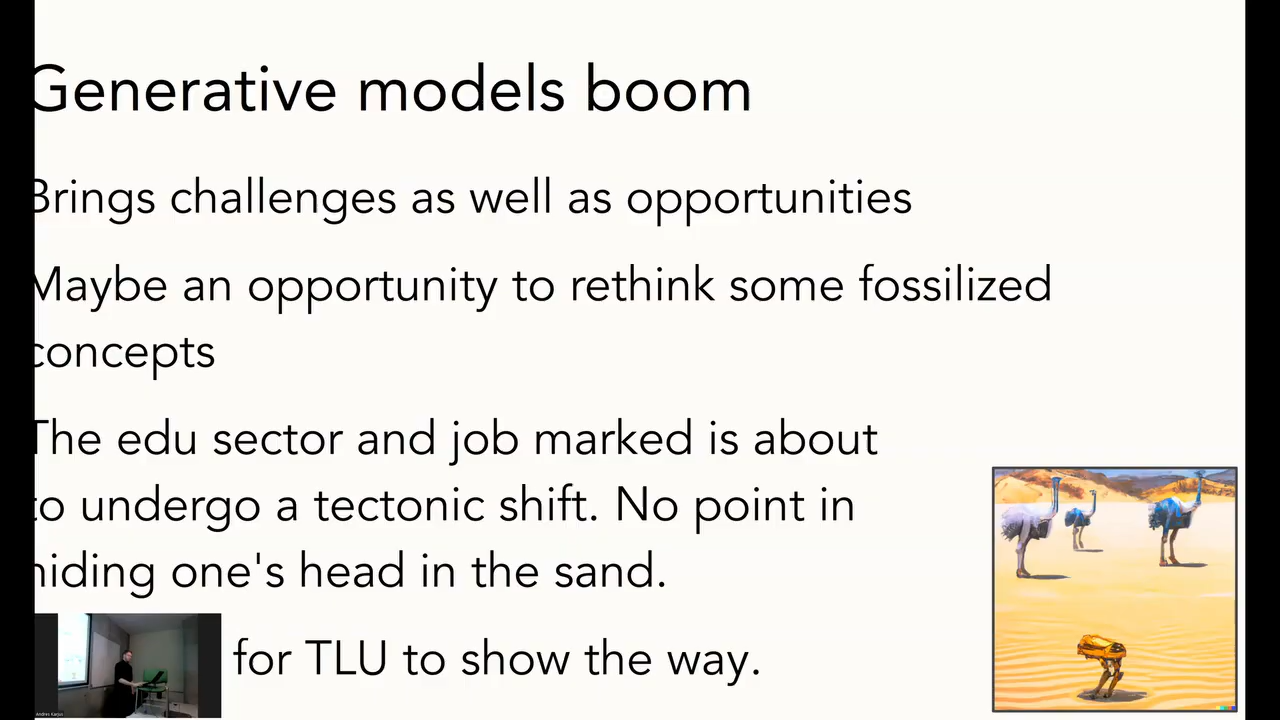 Generative models boom
Brings challenges as well as opportunities
Maybe an opportunity to rethink some fossilized
concepts
The edu sector and job marked is about
to undergo a tectonic shift. No point in
hiding one's head in the sand.
for TLU to show the way.
Andres Karjus